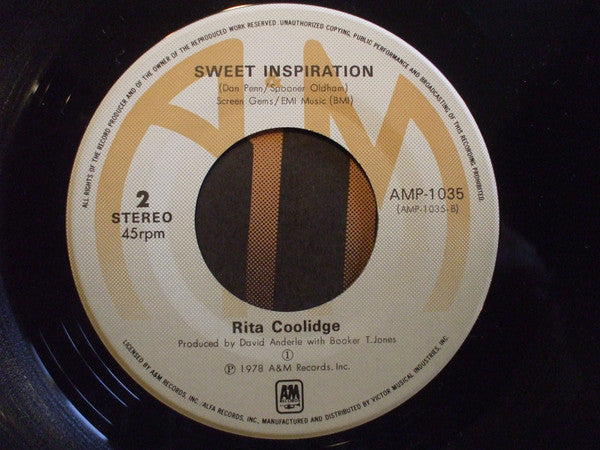 ALL RIGHTS OF THE RECORD PRODUCER AND OF THE OWNER OF THE REPRODUCED WORK RESERVED. UNAUTHORIZED COPYING, PUBLIC PERFORMANCE AND BROADCASTING OF THIS RECORDING PROHIBITED.
SWEET INSPIRATION
(Dan Penn/Spooner Oldham)
Screen Gems/EMI Music (BMI)
2
STEREO
45rpm
AMP-1035
(AMP-1035-B)
Rita Coolidge
Produced by David Anderle with Booker T. Jones
①
Ⓟ 1978 A&M Records, Inc.
A&M
RECORDS
LICENSED BY A&M RECORDS, INC./ALFA RECORDS, INC., MANUFACTURED AND DISTRIBUTED BY VICTOR MUSICAL INDUSTRIES, INC.